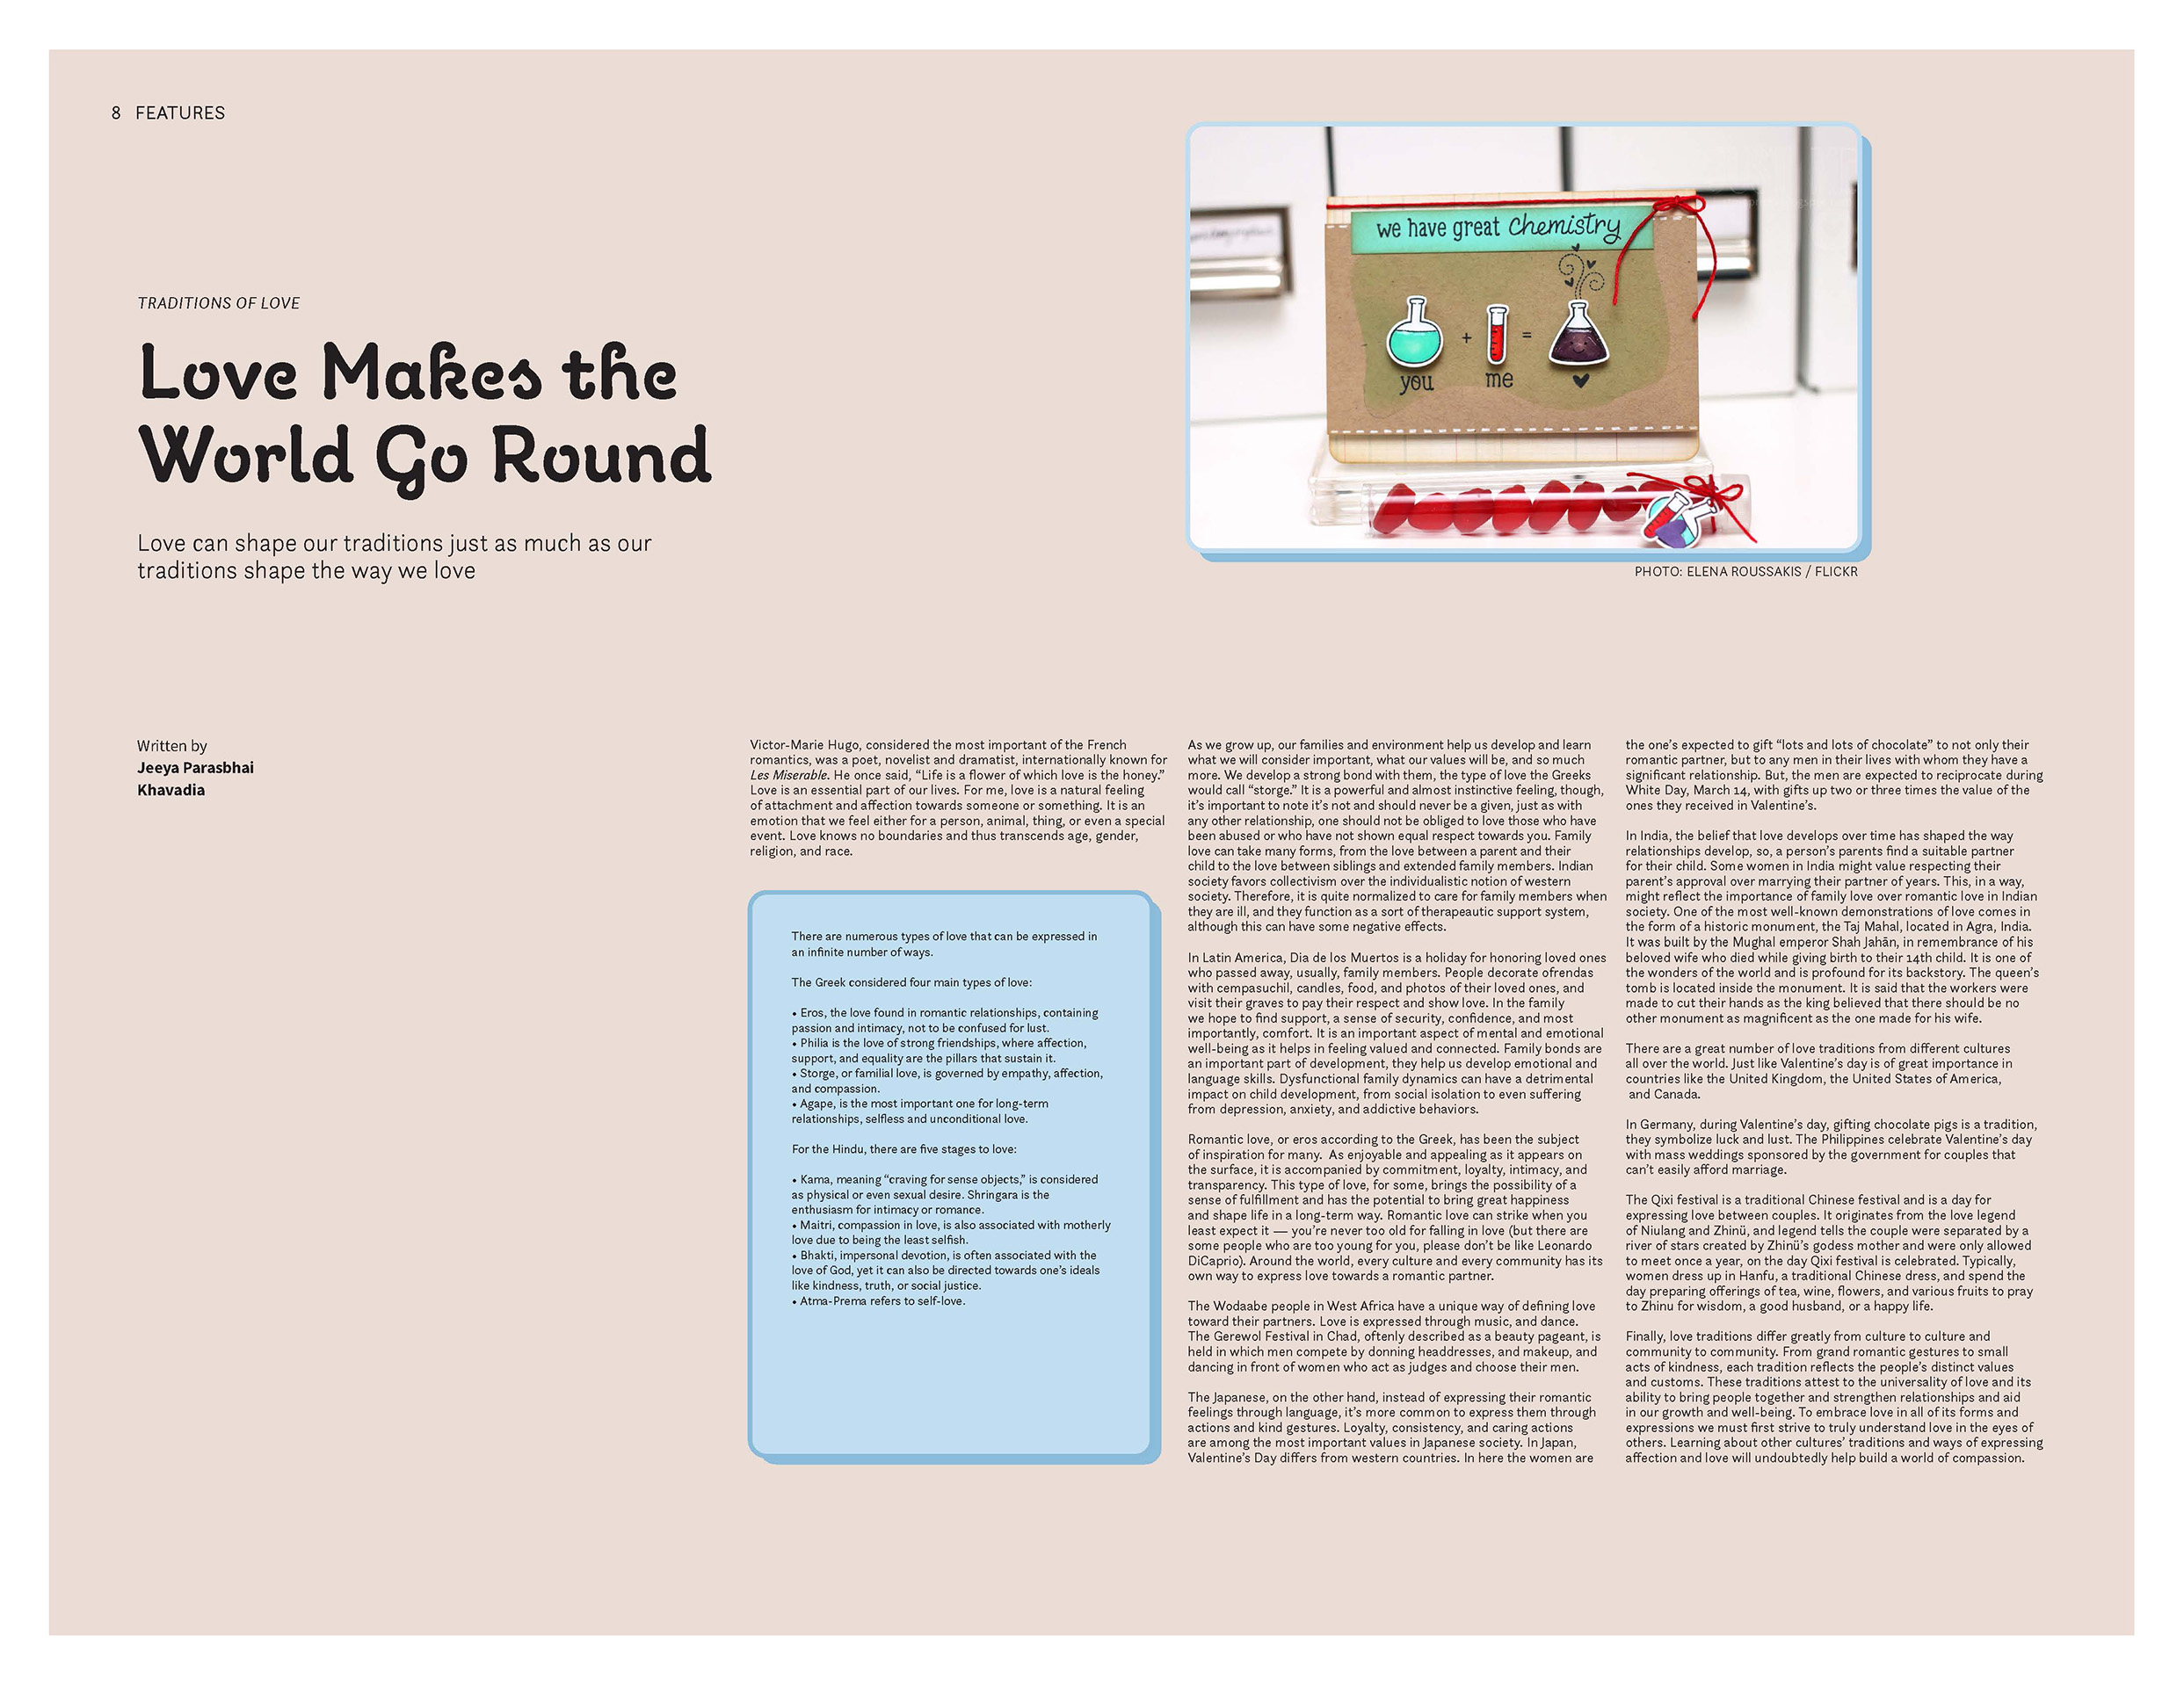 8 FEATURES
TRADITIONS OF LOVE
Love Makes the
World Go Round
Love can shape our traditions just as much as our
traditions shape the way we love
we have great Chemistry
+ =
you me
PHOTO: ELENA ROUSSAKIS / FLICKR
Written by
Jeeya Parasbhai
Khavadia
Victor-Marie Hugo, considered the most important of the French
romantics, was a poet, novelist and dramatist, internationally known for
Les Miserable. He once said, “Life is a flower of which love is the honey.”
Love is an essential part of our lives. For me, love is a natural feeling
of attachment and affection towards someone or something. It is an
emotion that we feel either for a person, animal, thing, or even a special
event. Love knows no boundaries and thus transcends age, gender,
religion, and race.
There are numerous types of love that can be expressed in
an infinite number of ways.
The Greek considered four main types of love:
• Eros, the love found in romantic relationships, containing
passion and intimacy, not to be confused for lust.
• Philia is the love of strong friendships, where affection,
support, and equality are the pillars that sustain it.
• Storge, or familial love, is governed by empathy, affection,
and compassion.
• Agape, is the most important one for long-term
relationships, selfless and unconditional love.
For the Hindu, there are five stages to love:
• Kama, meaning “craving for sense objects,” is considered
as physical or even sexual desire. Shringara is the
enthusiasm for intimacy or romance.
• Maitri, compassion in love, is also associated with motherly
love due to being the least selfish.
• Bhakti, impersonal devotion, is often associated with the
love of God, yet it can also be directed towards one’s ideals
like kindness, truth, or social justice.
• Atma-Prema refers to self-love.
As we grow up, our families and environment help us develop and learn
what we will consider important, what our values will be, and so much
more. We develop a strong bond with them, the type of love the Greeks
would call “storge.” It is a powerful and almost instinctive feeling, though,
it’s important to note it’s not and should never be a given, just as with
any other relationship, one should not be obliged to love those who have
been abused or who have not shown equal respect towards you. Family
love can take many forms, from the love between a parent and their
child to the love between siblings and extended family members. Indian
society favors collectivism over the individualistic notion of western
society. Therefore, it is quite normalized to care for family members when
they are ill, and they function as a sort of therapeautic support system,
although this can have some negative effects.
In Latin America, Dia de los Muertos is a holiday for honoring loved ones
who passed away, usually, family members. People decorate ofrendas
with cempasuchil, candles, food, and photos of their loved ones, and
visit their graves to pay their respect and show love. In the family
we hope to find support, a sense of security, confidence, and most
importantly, comfort. It is an important aspect of mental and emotional
well-being as it helps in feeling valued and connected. Family bonds are
an important part of development, they help us develop emotional and
language skills. Dysfunctional family dynamics can have a detrimental
impact on child development, from social isolation to even suffering
from depression, anxiety, and addictive behaviors.
Romantic love, or eros according to the Greek, has been the subject
of inspiration for many. As enjoyable and appealing as it appears on
the surface, it is accompanied by commitment, loyalty, intimacy, and
transparency. This type of love, for some, brings the possibility of a
sense of fulfillment and has the potential to bring great happiness
and shape life in a long-term way. Romantic love can strike when you
least expect it — you’re never too old for falling in love (but there are
some people who are too young for you, please don’t be like Leonardo
DiCaprio). Around the world, every culture and every community has its
own way to express love towards a romantic partner.
The Wodaabe people in West Africa have a unique way of defining love
toward their partners. Love is expressed through music, and dance.
The Gerewol Festival in Chad, oftenly described as a beauty pageant, is
held in which men compete by donning headdresses, and makeup, and
dancing in front of women who act as judges and choose their men.
The Japanese, on the other hand, instead of expressing their romantic
feelings through language, it’s more common to express them through
actions and kind gestures. Loyalty, consistency, and caring actions
are among the most important values in Japanese society. In Japan,
Valentine’s Day differs from western countries. In here the women are
the one’s expected to gift “lots and lots of chocolate” to not only their
romantic partner, but to any men in their lives with whom they have a
significant relationship. But, the men are expected to reciprocate during
White Day, March 14, with gifts up two or three times the value of the
ones they received in Valentine’s.
In India, the belief that love develops over time has shaped the way
relationships develop, so, a person’s parents find a suitable partner
for their child. Some women in India might value respecting their
parent’s approval over marrying their partner of years. This, in a way,
might reflect the importance of family love over romantic love in Indian
society. One of the most well-known demonstrations of love comes in
the form of a historic monument, the Taj Mahal, located in Agra, India.
It was built by the Mughal emperor Shah Jahān, in remembrance of his
beloved wife who died while giving birth to their 14th child. It is one of
the wonders of the world and is profound for its backstory. The queen’s
tomb is located inside the monument. It is said that the workers were
made to cut their hands as the king believed that there should be no
other monument as magnificent as the one made for his wife.
There are a great number of love traditions from different cultures
all over the world. Just like Valentine’s day is of great importance in
countries like the United Kingdom, the United States of America,
and Canada.
In Germany, during Valentine’s day, gifting chocolate pigs is a tradition,
they symbolize luck and lust. The Philippines celebrate Valentine’s day
with mass weddings sponsored by the government for couples that
can’t easily afford marriage.
The Qixi festival is a traditional Chinese festival and is a day for
expressing love between couples. It originates from the love legend
of Niulang and Zhinü, and legend tells the couple were separated by a
river of stars created by Zhinü’s godess mother and were only allowed
to meet once a year, on the day Qixi festival is celebrated. Typically,
women dress up in Hanfu, a traditional Chinese dress, and spend the
day preparing offerings of tea, wine, flowers, and various fruits to pray
to Zhinu for wisdom, a good husband, or a happy life.
Finally, love traditions differ greatly from culture to culture and
community to community. From grand romantic gestures to small
acts of kindness, each tradition reflects the people’s distinct values
and customs. These traditions attest to the universality of love and its
ability to bring people together and strengthen relationships and aid
in our growth and well-being. To embrace love in all of its forms and
expressions we must first strive to truly understand love in the eyes of
others. Learning about other cultures’ traditions and ways of expressing
affection and love will undoubtedly help build a world of compassion.